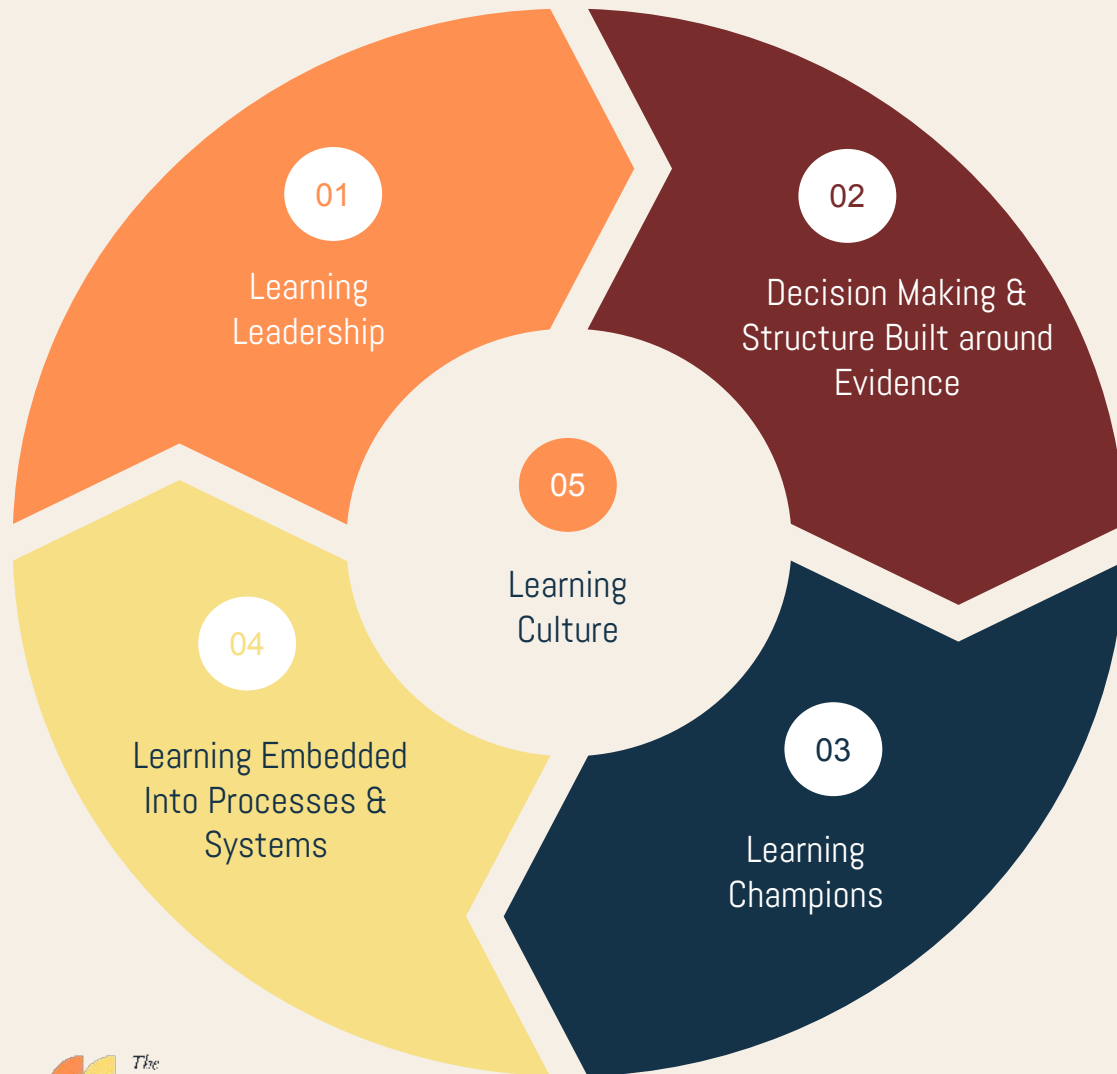 01
Learning
Leadership
02
Decision Making &
Structure Built around
Evidence
03
Learning
Champions
04
Learning Embedded
Into Processes &
Systems
05
Learning
Culture
The